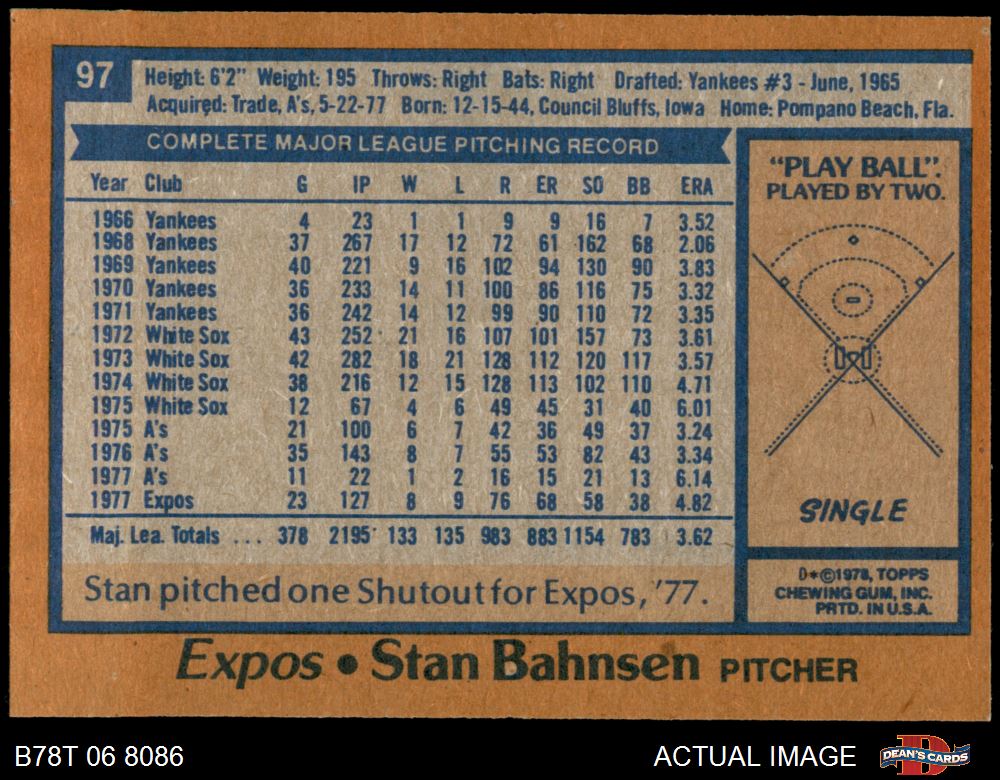 97
Height: 6'2" Weight: 195 Throws: Right Bats: Right Drafted: Yankees #3 - June, 1965
Acquired: Trade, A's, 5-22-77 Born: 12-15-44, Council Bluffs, Iowa Home: Pompano Beach, Fla.
COMPLETE MAJOR LEAGUE PITCHING RECORD
Year Club G IP W L R ER SO BB ERA
1966 Yankees 4 23 1 1 9 9 16 7 3.52
1968 Yankees 37 267 17 12 72 61 162 68 2.06
1969 Yankees 40 221 9 16 102 94 130 90 3.83
1970 Yankees 36 233 14 11 100 86 116 75 3.32
1971 Yankees 36 242 14 12 99 90 110 72 3.35
1972 White Sox 43 252 21 16 107 101 157 73 3.61
1973 White Sox 42 282 18 21 128 112 120 117 3.57
1974 White Sox 38 216 12 15 128 113 102 110 4.71
1975 White Sox 12 67 4 6 49 45 31 40 6.01
1975 A's 21 100 6 7 42 36 49 37 3.24
1976 A's 35 143 8 7 55 53 82 43 3.34
1977 A's 11 22 1 2 16 15 21 13 6.14
1977 Expos 23 127 8 9 76 68 58 38 4.82
Maj. Lea. Totals ... 378 2195 133 135 983 883 1154 783 3.62
Stan pitched one Shutout for Expos, '77.
"PLAY BALL".
PLAYED BY TWO.
SINGLE
D*©1978, TOPPS
CHEWING GUM, INC.
PRTD. IN U.S.A.
Expos • Stan Bahnsen PITCHER
B78T 06 8086
ACTUAL IMAGE
DEAN'S CARDS